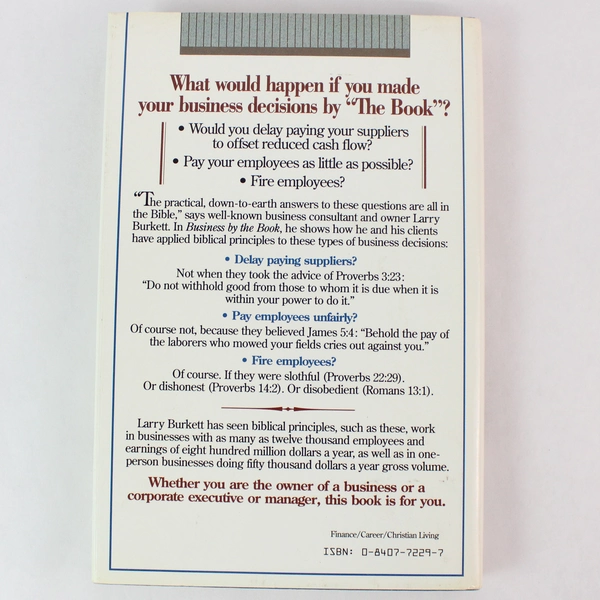 What would happen if you made
your business decisions by “The Book”?
• Would you delay paying your suppliers
to offset reduced cash flow?
• Pay your employees as little as possible?
• Fire employees?
“The practical, down-to-earth answers to these questions are all in
the Bible,” says well-known business consultant and owner Larry
Burkett. In Business by the Book, he shows how he and his clients
have applied biblical principles to these types of business decisions:
• Delay paying suppliers?
Not when they took the advice of Proverbs 3:23:
“Do not withhold good from those to whom it is due when it is
within your power to do it.”
• Pay employees unfairly?
Of course not, because they believed James 5:4: “Behold the pay of
the laborers who mowed your fields cries out against you.”
• Fire employees?
Of course. If they were slothful (Proverbs 22:29).
Or dishonest (Proverbs 14:2). Or disobedient (Romans 13:1).
Larry Burkett has seen biblical principles, such as these, work
in businesses with as many as twelve thousand employees and
earnings of eight hundred million dollars a year, as well as in one-
person businesses doing fifty thousand dollars a year gross volume.
Whether you are the owner of a business or a
corporate executive or manager, this book is for you.
Finance/Career/Christian Living
ISBN: 0-8407-7229-7